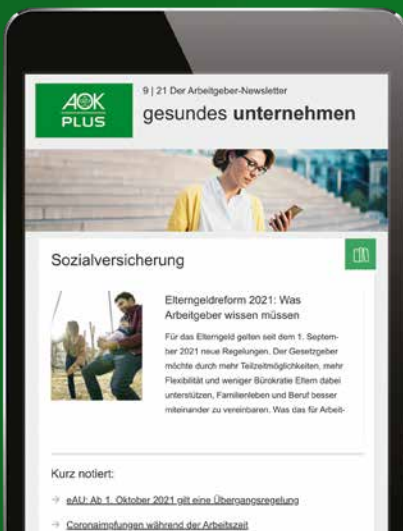 AOK
PLUS
9 | 21 Der Arbeitgeber-Newsletter
gesundes unternehmen
Sozialversicherung
Elterngeldreform 2021: Was
Arbeitgeber wissen müssen
Für das Elterngeld gelten seit dem 1. Septem-
ber 2021 neue Regelungen. Der Gesetzgeber
möchte durch mehr Teilzeitmöglichkeiten, mehr
Flexibilität und weniger Bürokratie Eltern dabei
unterstützen, Familienleben und Beruf besser
miteinander zu vereinbaren. Was das für Arbeit-
Kurz notiert:
→ eAU: Ab 1. Oktober 2021 gilt eine Übergangsregelung
→ Coronaimpfungen während der Arbeitszeit